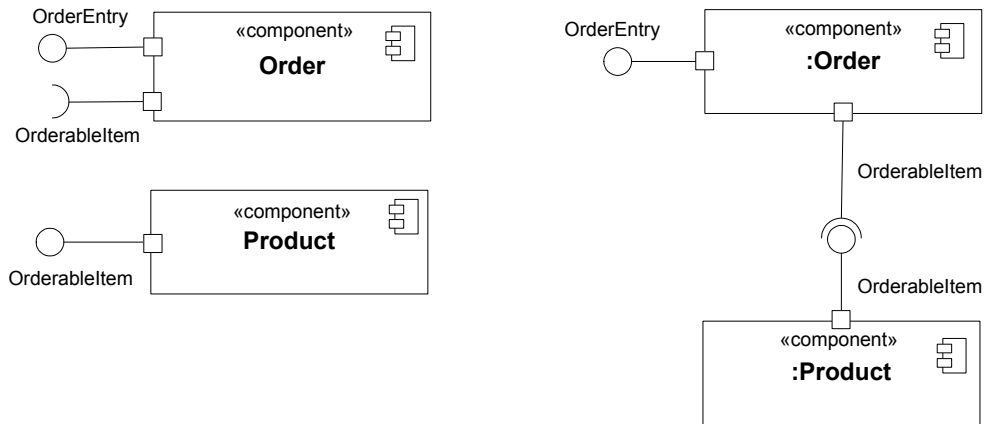 OrderEntry
«component»
Order
OrderableItem
«component»
Product
OrderableItem
OrderEntry
«component»
:Order
OrderableItem
OrderableItem
«component»
:Product